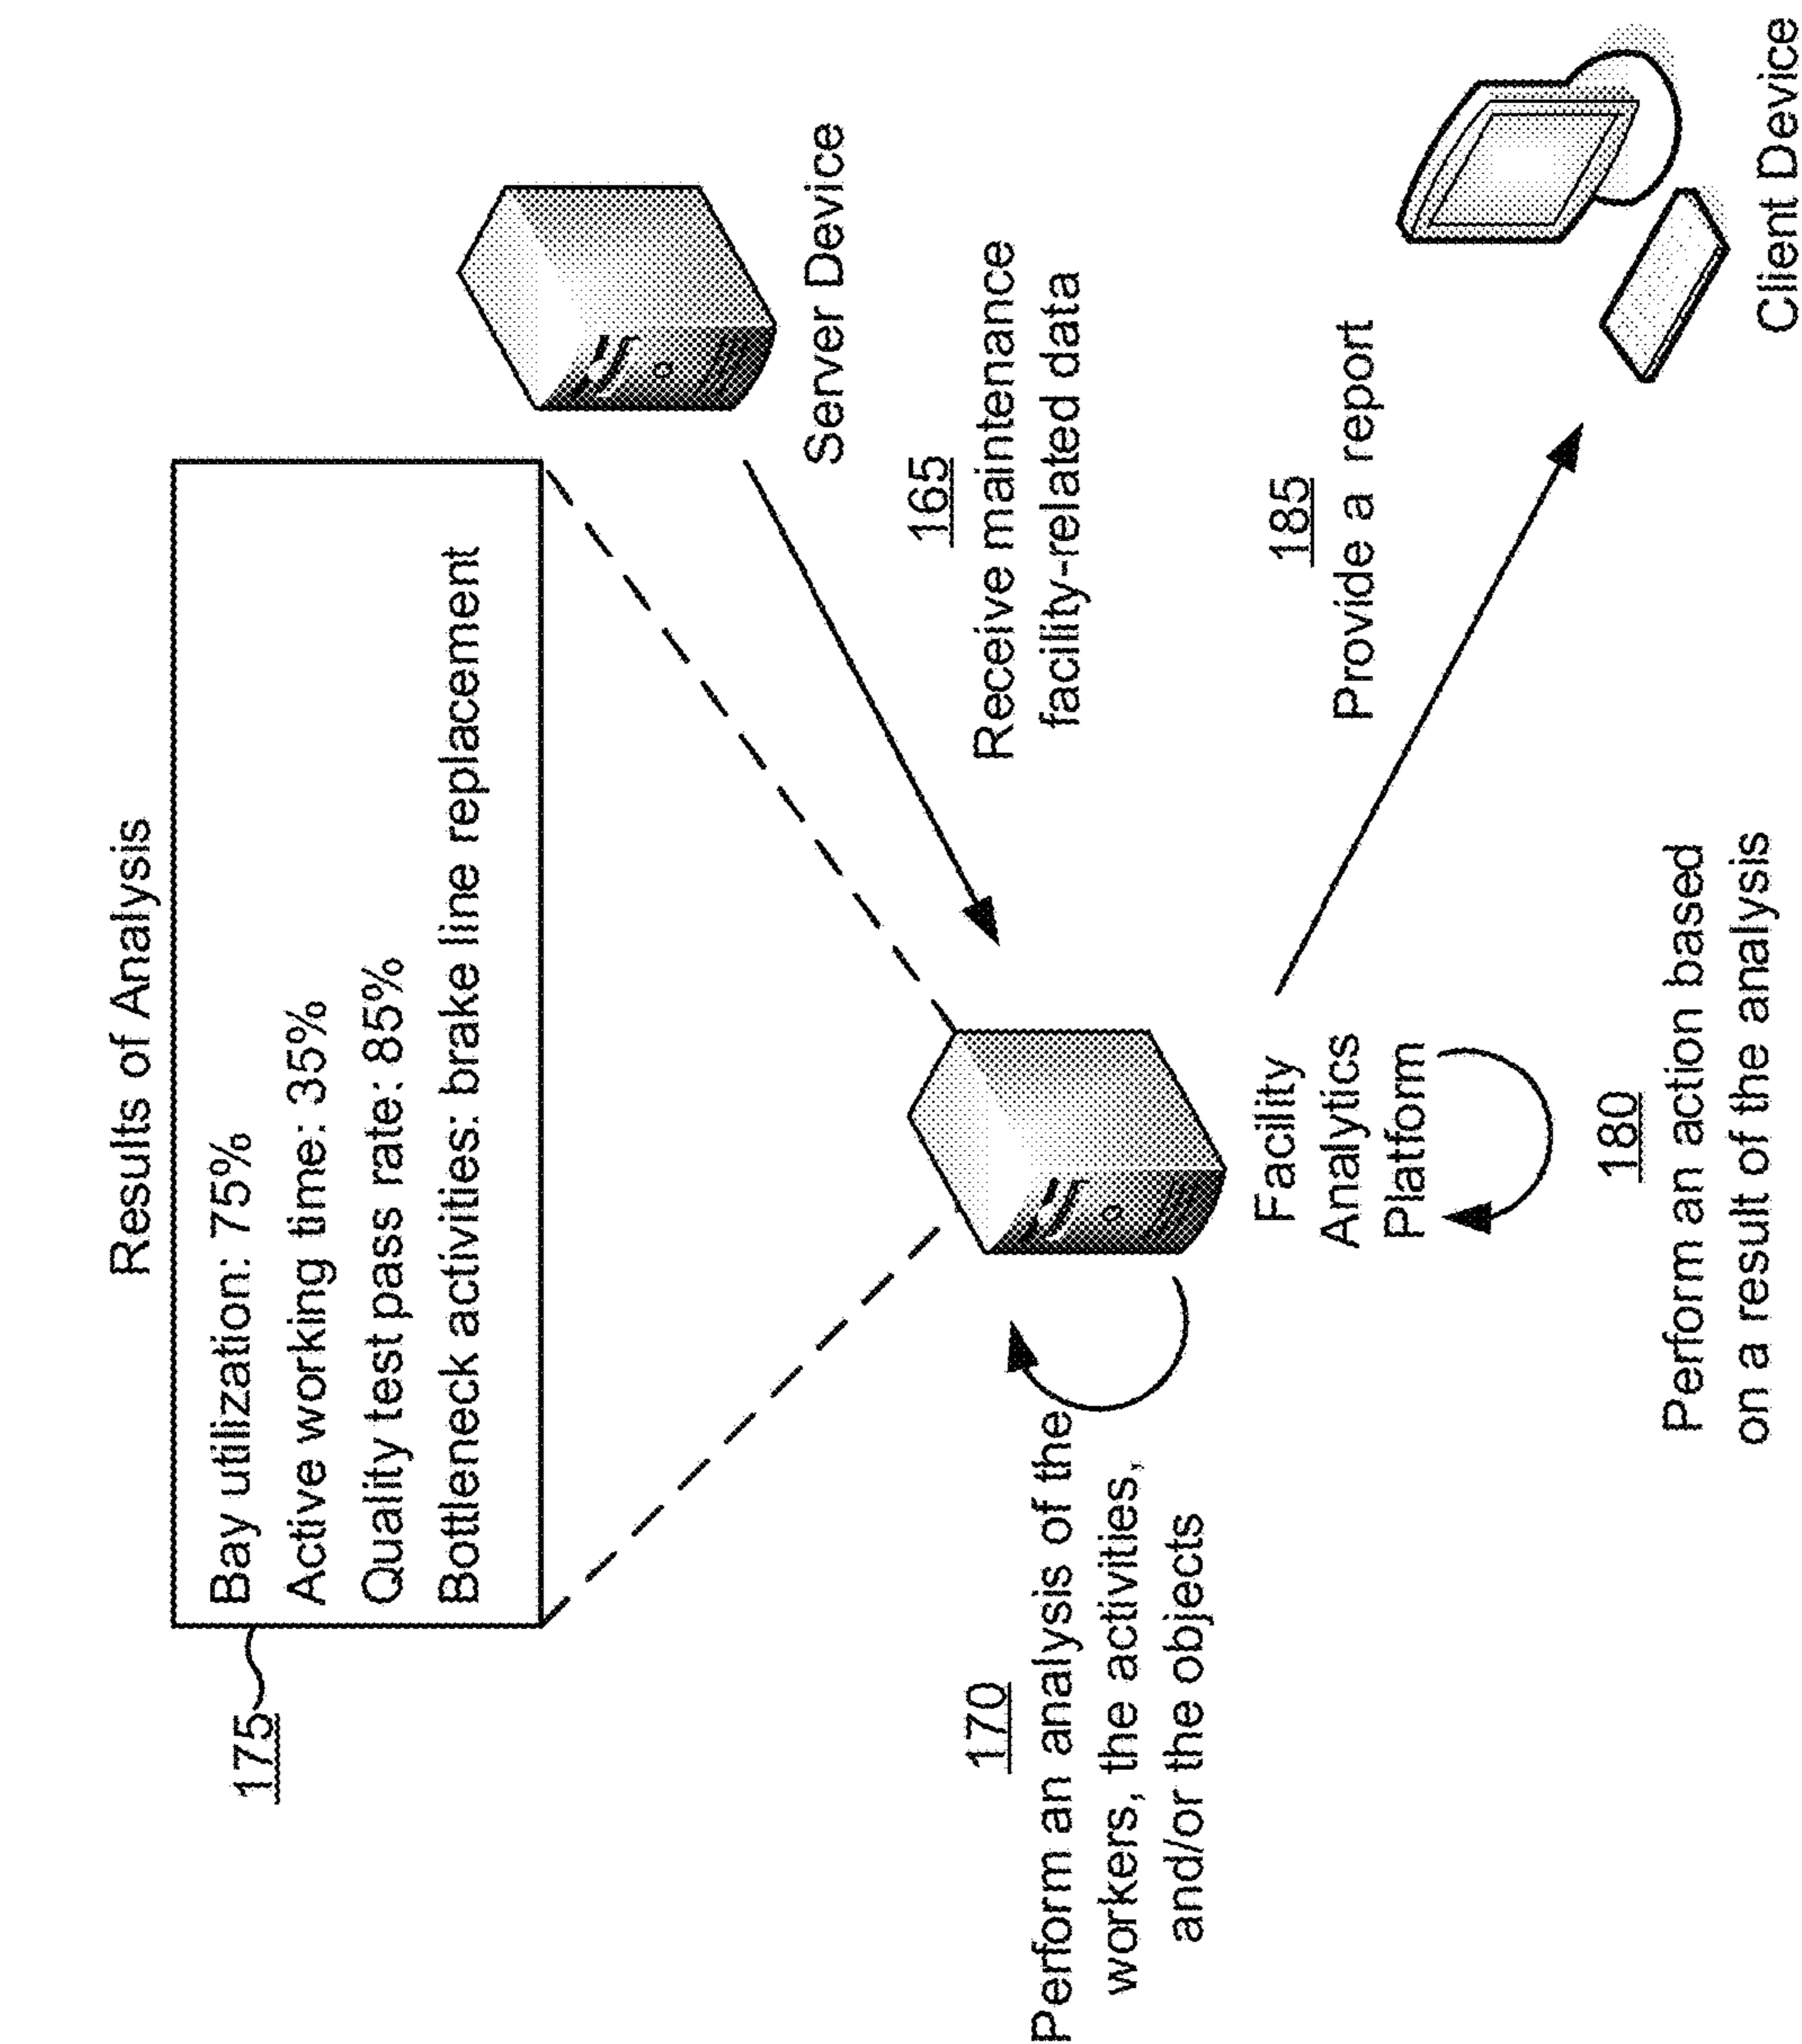 Results of Analysis
175
Bay utilization: 75%
Active working time: 35%
Quality test pass rate: 85%
Bottleneck activities: brake line replacement
Server Device
165
Receive maintenance
facility-related data
170
Perform an analysis of the
workers, the activities,
and/or the objects
Facility
Analytics
Platform
185
Provide a report
180
Perform an action based
on a result of the analysis
Client Device